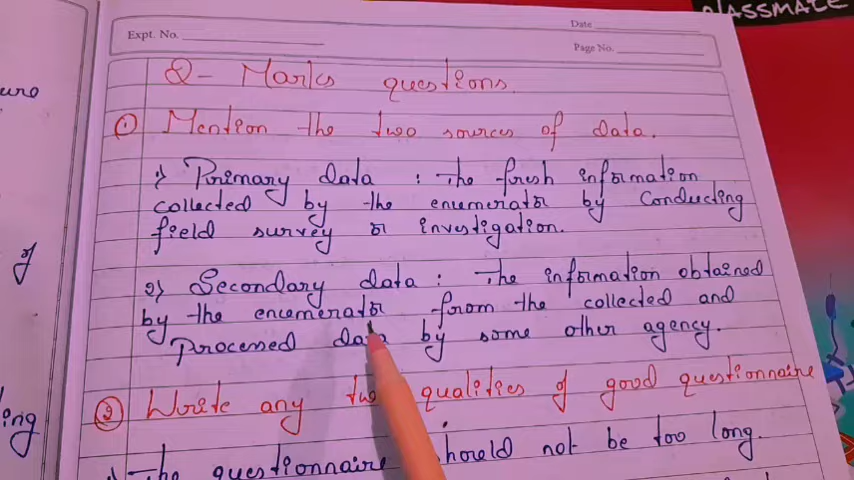 CLASSMATE
Date
Expt. No.
Page No.
2- Marks questions.
① Mention the two sources of data.
1) Primary data : The fresh information
collected by the enumerator by Conducting
field survey or investigation.
2) Secondary data : The information obtained
by the enumerator from the collected and
Processed data by some other agency.
② Write any two qualities of good questionnaire
1) The questionnaire should not be too long.
of